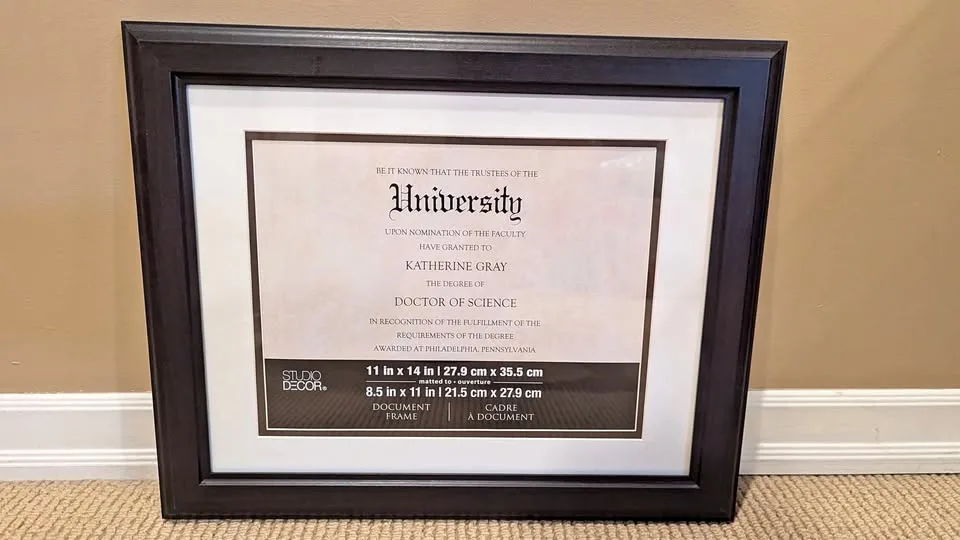 BE IT KNOWN THAT THE TRUSTEES OF THE
University
UPON NOMINATION OF THE FACULTY
HAVE GRANTED TO
KATHERINE GRAY
THE DEGREE OF
DOCTOR OF SCIENCE
IN RECOGNITION OF THE FULFILLMENT OF THE
REQUIREMENTS OF THE DEGREE
AWARDED AT PHILADELPHIA, PENNSYLVANIA
STUDIO
DECOR®
11 in x 14 in | 27.9 cm x 35.5 cm
matted to • ouverture
8.5 in x 11 in | 21.5 cm x 27.9 cm
DOCUMENT
FRAME
CADRE
À DOCUMENT